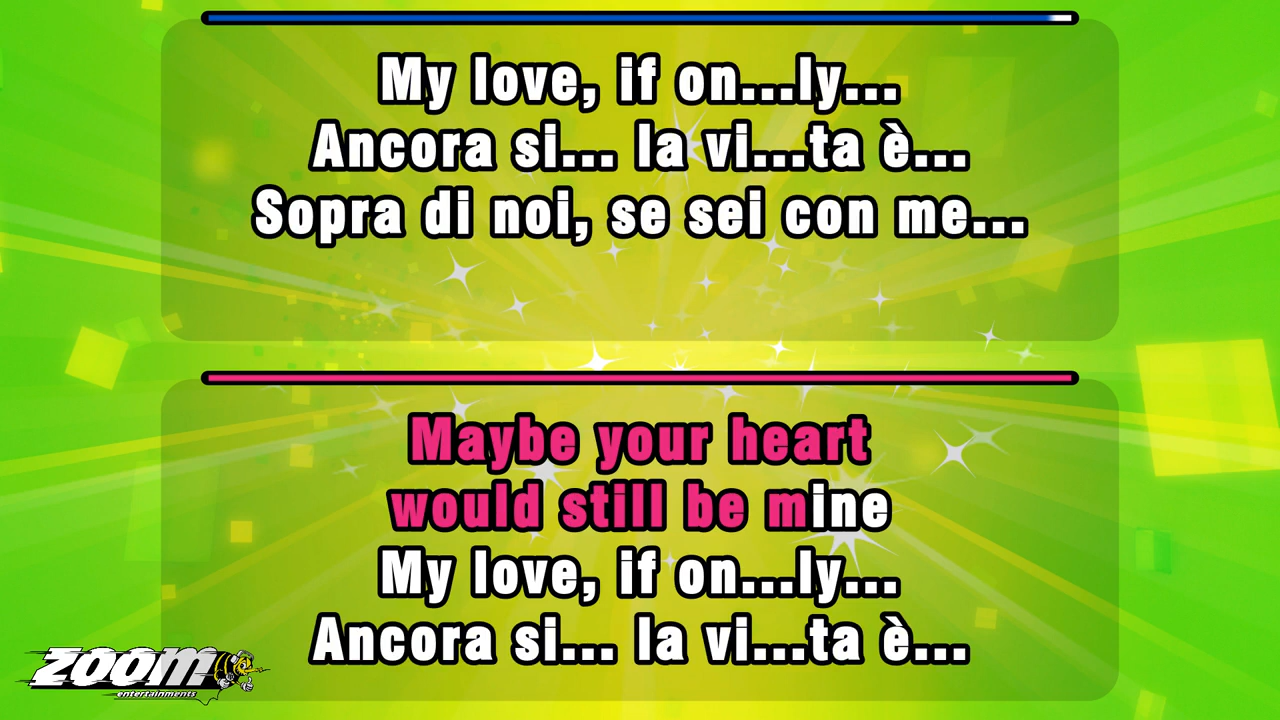 My love, if on...ly...
Ancora si... la vi...ta è...
Sopra di noi, se sei con me...
Maybe your heart
would still be mine
My love, if on...ly...
Ancora si... la vi...ta è...
ZOOM
entertainments